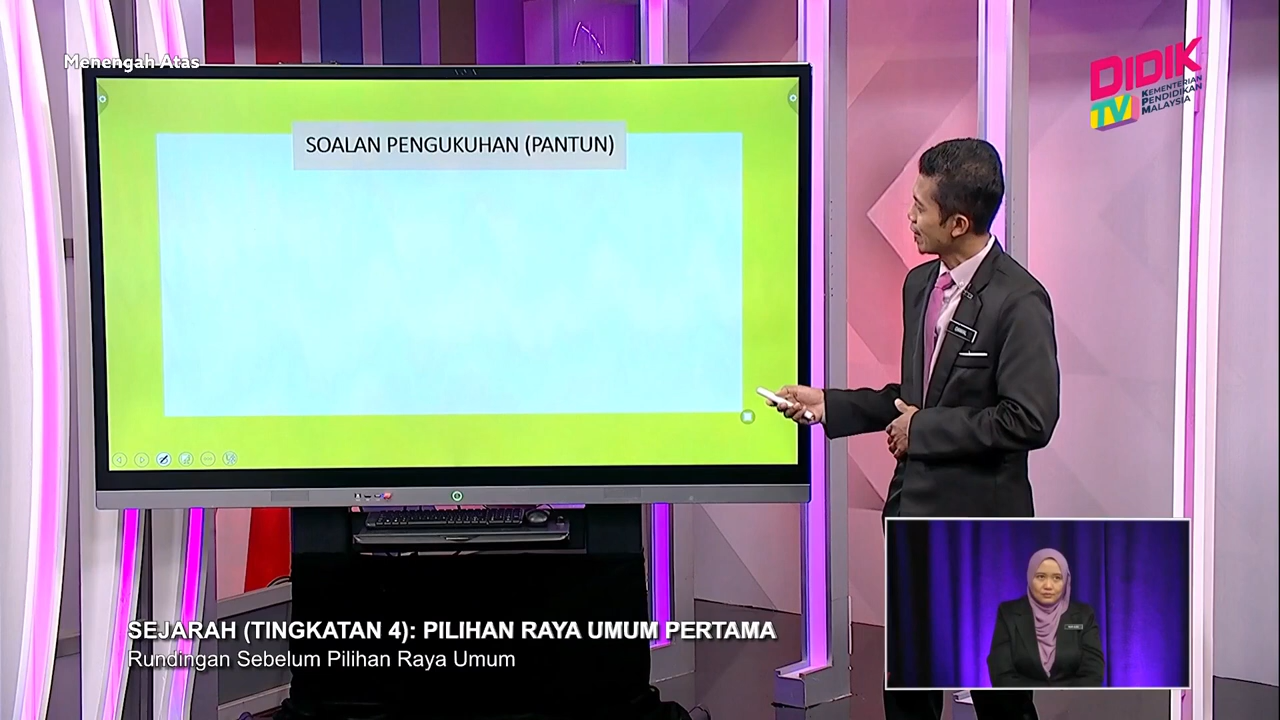 Menengah Atas
DIDIK
TV
KEMENTERIAN
PENDIDIKAN
MALAYSIA
SOALAN PENGUKUHAN (PANTUN)
SEJARAH (TINGKATAN 4): PILIHAN RAYA UMUM PERTAMA
Rundingan Sebelum Pilihan Raya Umum